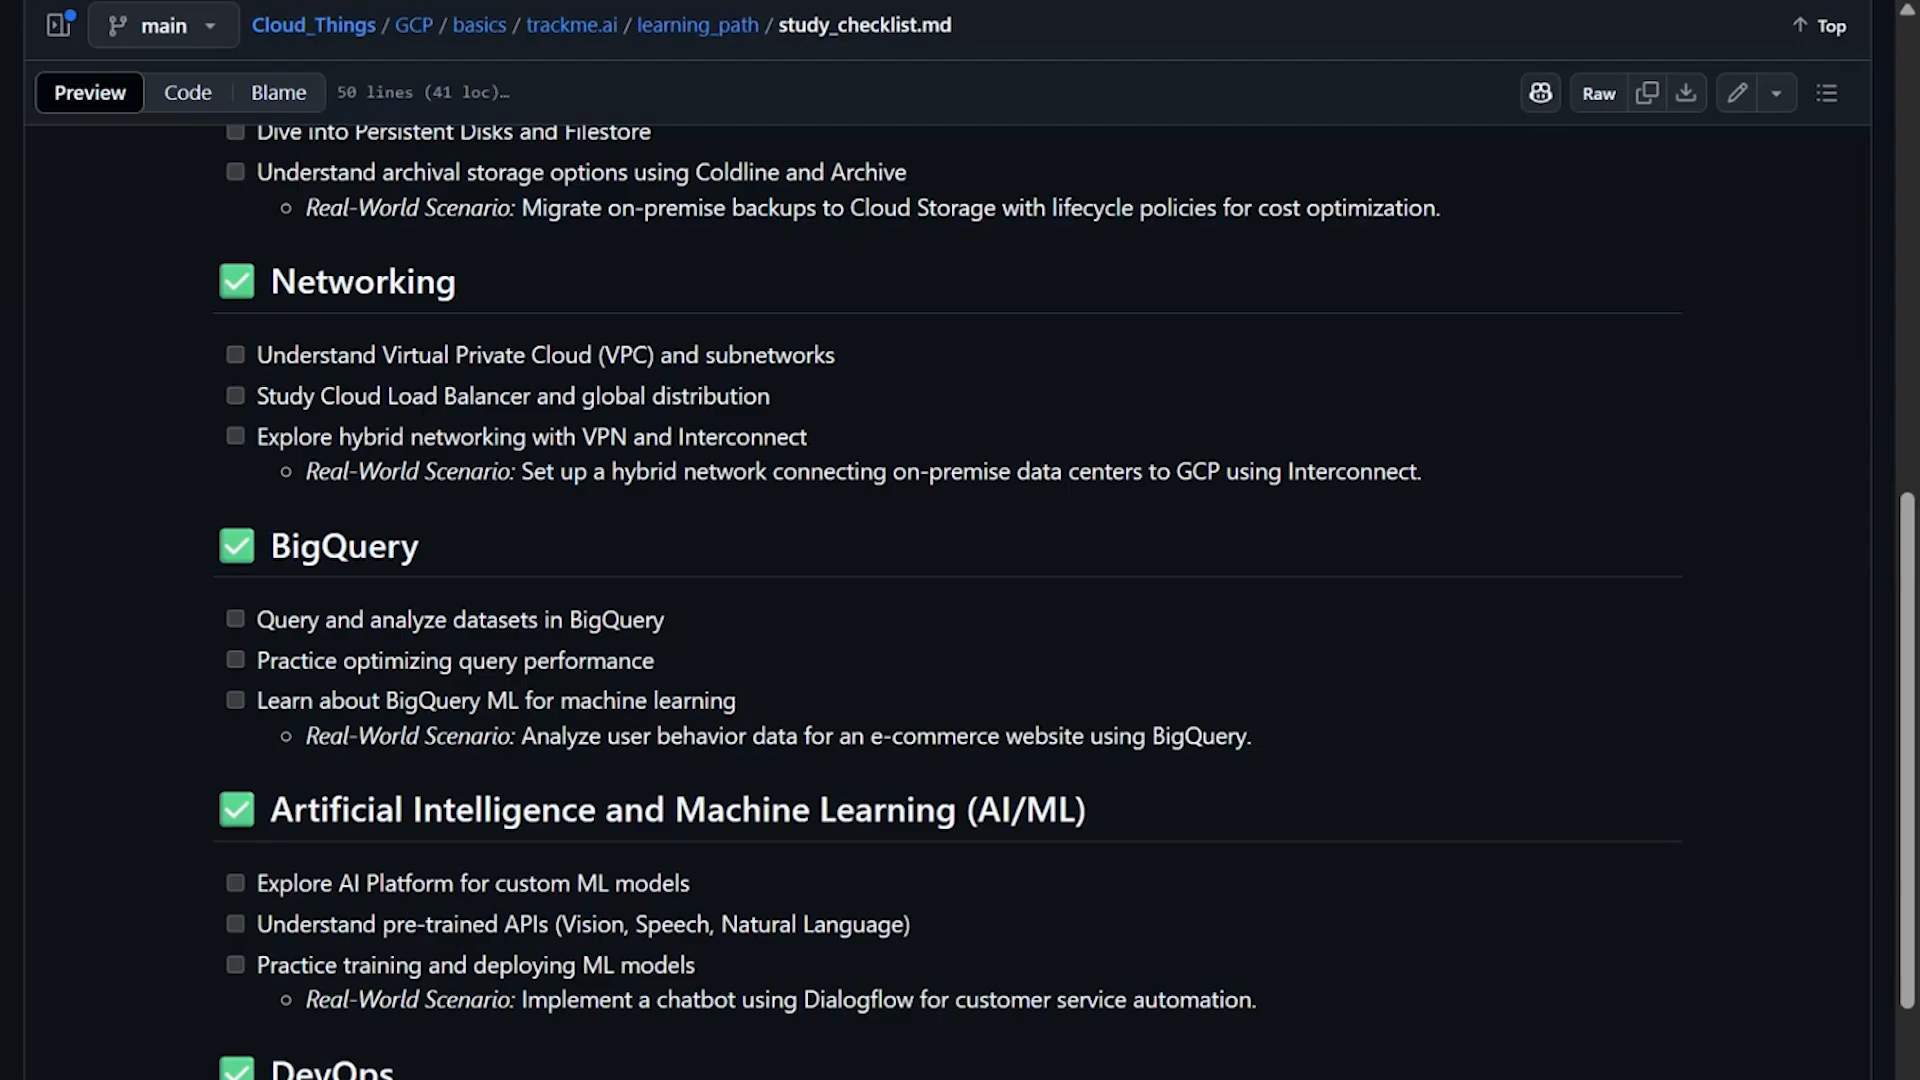 main
Cloud_Things / GCP / basics / trackme.ai / learning_path / study_checklist.md
Top
Preview Code Blame 50 lines (41 loc)…
Raw
Dive into Persistent Disks and Filestore
Understand archival storage options using Coldline and Archive
Real-World Scenario: Migrate on-premise backups to Cloud Storage with lifecycle policies for cost optimization.
Networking
Understand Virtual Private Cloud (VPC) and subnetworks
Study Cloud Load Balancer and global distribution
Explore hybrid networking with VPN and Interconnect
Real-World Scenario: Set up a hybrid network connecting on-premise data centers to GCP using Interconnect.
BigQuery
Query and analyze datasets in BigQuery
Practice optimizing query performance
Learn about BigQuery ML for machine learning
Real-World Scenario: Analyze user behavior data for an e-commerce website using BigQuery.
Artificial Intelligence and Machine Learning (AI/ML)
Explore AI Platform for custom ML models
Understand pre-trained APIs (Vision, Speech, Natural Language)
Practice training and deploying ML models
Real-World Scenario: Implement a chatbot using Dialogflow for customer service automation.
DevOps